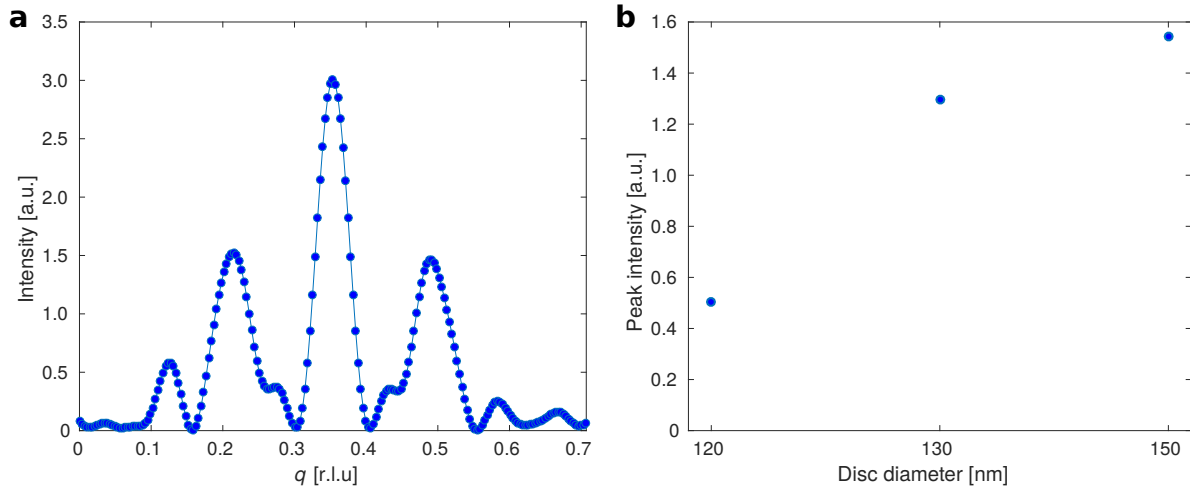 a
3.5
3.0
2.5
2.0
1.5
1.0
0.5
0
Intensity [a.u.]
0 0.1 0.2 0.3 0.4 0.5 0.6 0.7
q [r.l.u]
b
1.6
1.4
1.2
1.0
0.8
0.6
0.4
0.2
0
Peak intensity [a.u.]
120 130 150
Disc diameter [nm]